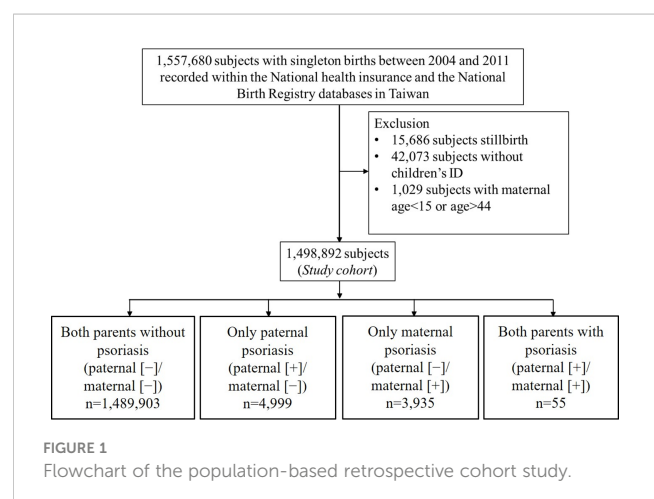 1,557,680 subjects with singleton births between 2004 and 2011
recorded within the National health insurance and the National
Birth Registry databases in Taiwan
Exclusion
• 15,686 subjects stillbirth
• 42,073 subjects without
children's ID
• 1,029 subjects with maternal
age<15 or age>44
1,498,892 subjects
(Study cohort)
Both parents without
psoriasis
(paternal [−]/
maternal [−])
n=1,489,903
Only paternal
psoriasis
(paternal [+]/
maternal [−])
n=4,999
Only maternal
psoriasis
(paternal [−]/
maternal [+])
n=3,935
Both parents with
psoriasis
(paternal [+]/
maternal [+])
n=55
FIGURE 1
Flowchart of the population-based retrospective cohort study.